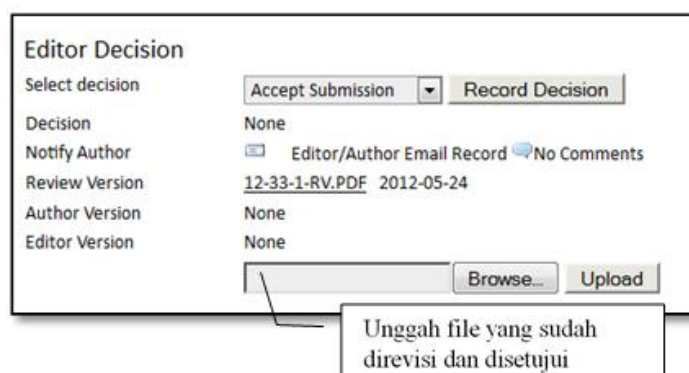 Editor Decision
Select decision Accept Submission Record Decision
Decision None
Notify Author Editor/Author Email Record No Comments
Review Version 12-33-1-RV.PDF 2012-05-24
Author Version None
Editor Version None
Browse... Upload
Unggah file yang sudah
direvisi dan disetujui